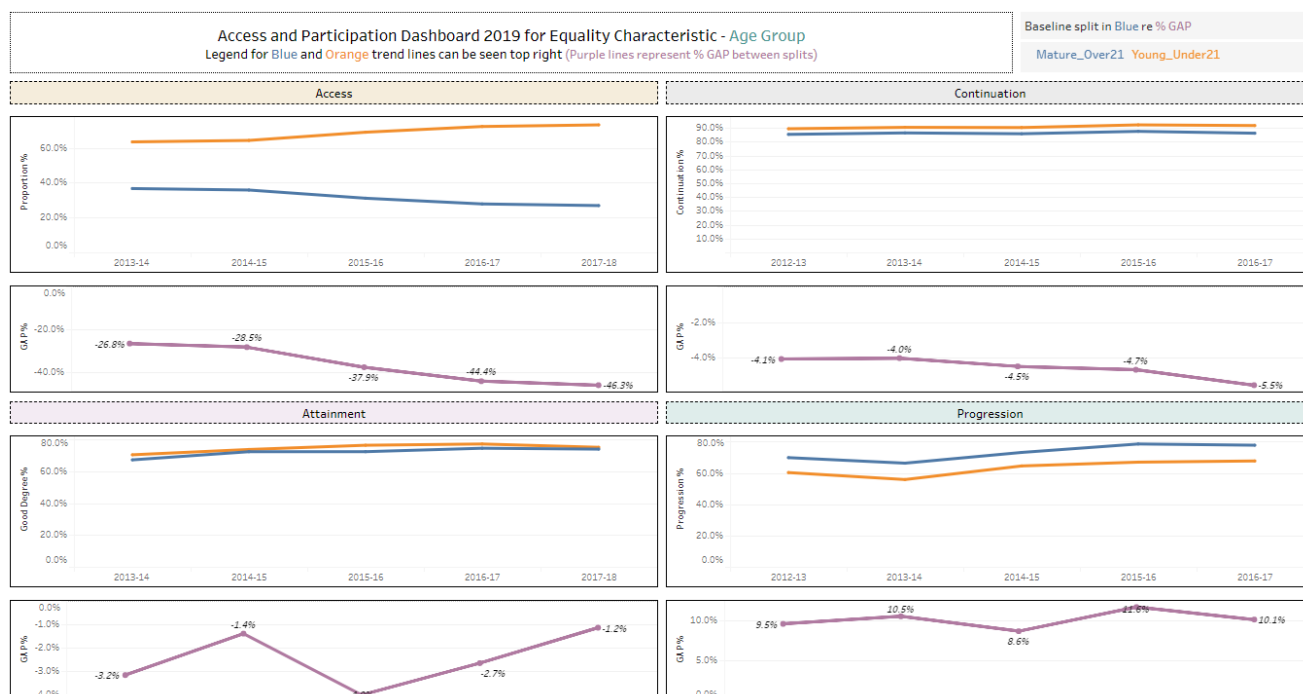 Access and Participation Dashboard 2019 for Equality Characteristic - Age Group
Legend for Blue and Orange trend lines can be seen top right (Purple lines represent % GAP between splits)
Baseline split in Blue re % GAP
Mature_Over21 Young_Under21
Access
Proportion %
60.0%
40.0%
20.0%
0.0%
2013-14 2014-15 2015-16 2016-17 2017-18
GAP%
0.0%
-20.0%
-40.0%
-26.8%
-28.5%
-37.9%
-44.4%
-46.3%
Continuation
Continuation %
90.0%
80.0%
70.0%
60.0%
50.0%
40.0%
30.0%
20.0%
10.0%
2012-13 2013-14 2014-15 2015-16 2016-17
GAP%
-2.0%
-4.0%
-4.1%
-4.0%
-4.5%
-4.7%
-5.5%
Attainment
Good Degree%
80.0%
60.0%
40.0%
20.0%
0.0%
2013-14 2014-15 2015-16 2016-17 2017-18
GAP%
0.0%
-1.0%
-2.0%
-3.0%
-4.0%
-3.2%
-1.4%
-2.7%
-1.2%
Progression
Progression%
80.0%
60.0%
40.0%
20.0%
0.0%
2012-13 2013-14 2014-15 2015-16 2016-17
GAP%
10.0%
5.0%
0.0%
9.5%
10.5%
8.6%
11.6%
10.1%